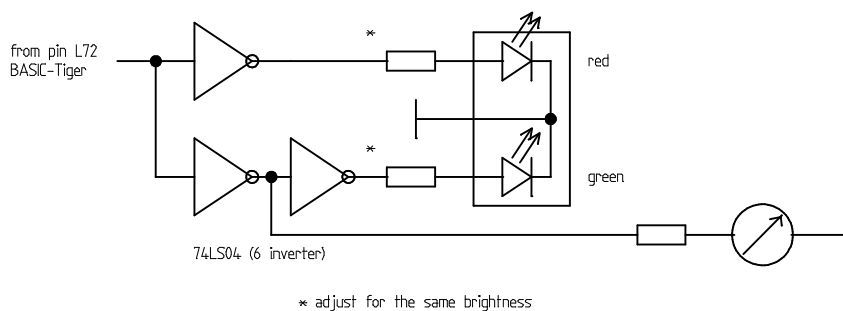 from pin L72
BASIC-Tiger
*
red
*
green
74LS04 (6 inverter)
* adjust for the same brightness